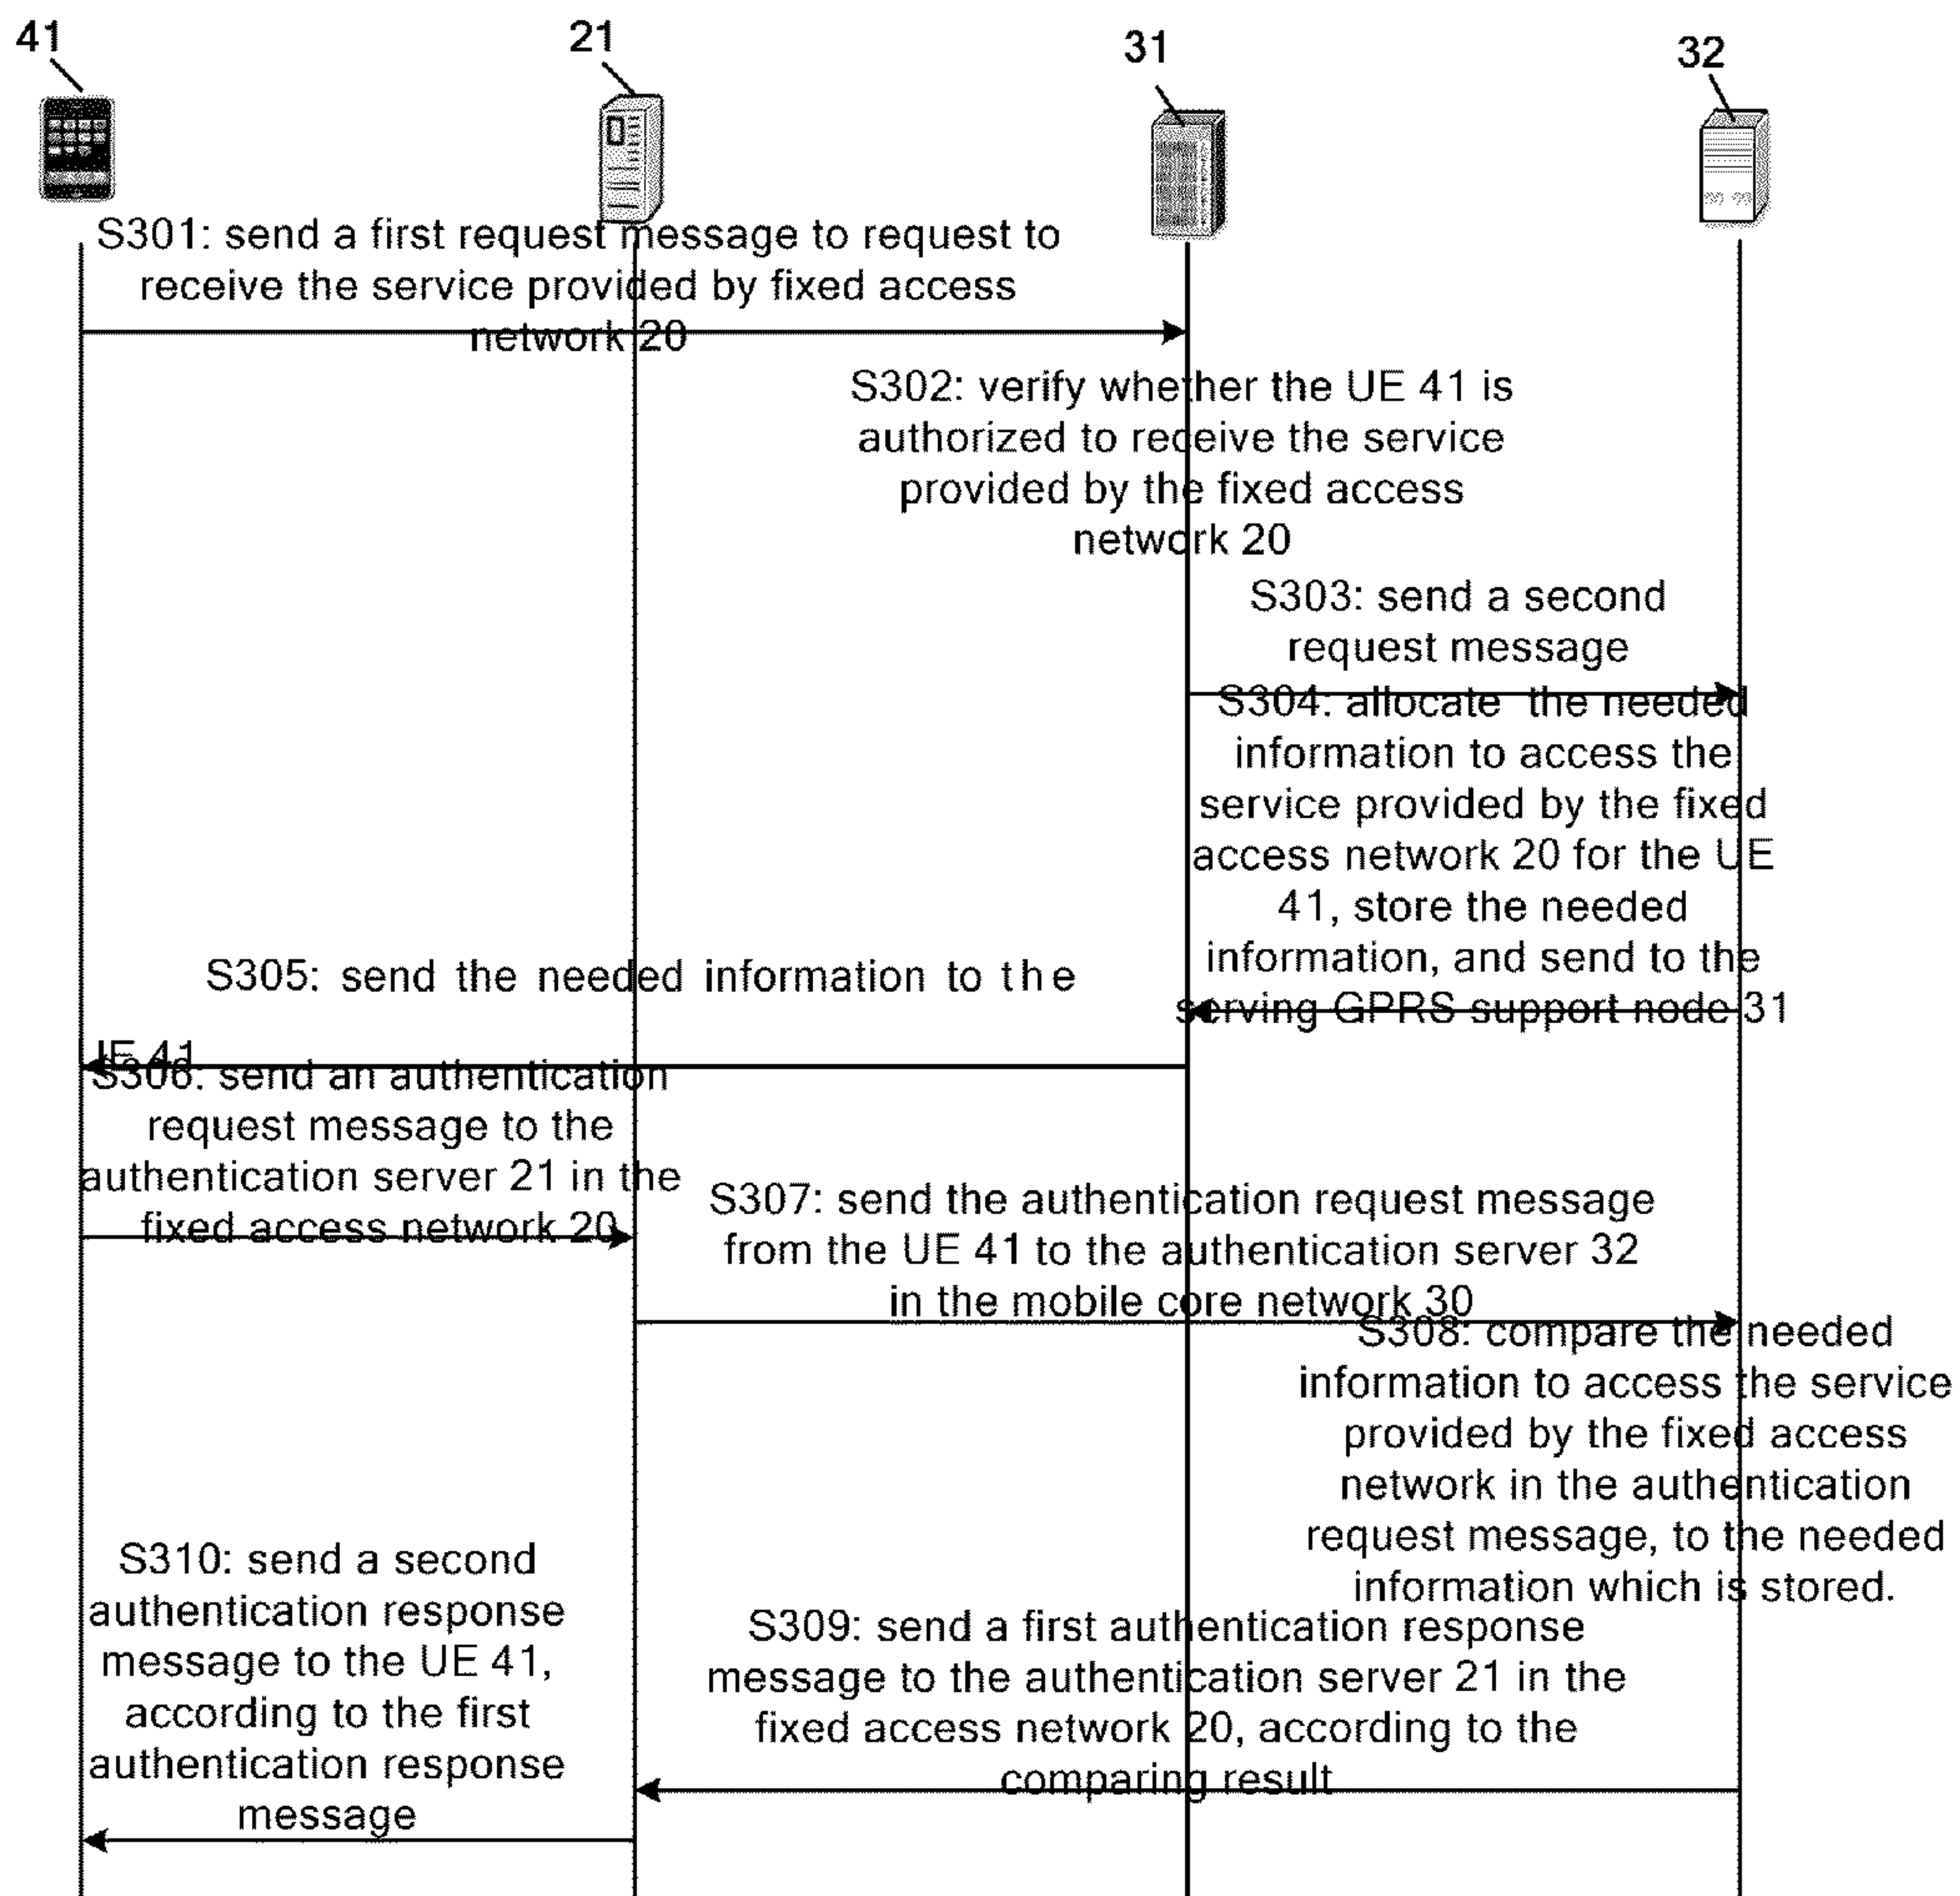 41
21
31
32
S301: send a first request message to request to
receive the service provided by fixed access
network 20
S302: verify whether the UE 41 is
authorized to receive the service
provided by the fixed access
network 20
S303: send a second
request message
S304: allocate the needed
information to access the
service provided by the fixed
access network 20 for the UE
41, store the needed
information, and send to the
serving GPRS support node 31
S305: send the needed information to the
UE 41
S306: send an authentication
request message to the
authentication server 21 in the
fixed access network 20
S307: send the authentication request message
from the UE 41 to the authentication server 32
in the mobile core network 30
S308: compare the needed
information to access the service
provided by the fixed access
network in the authentication
request message, to the needed
information which is stored.
S309: send a first authentication response
message to the authentication server 21 in the
fixed access network 20, according to the
comparing result
S310: send a second
authentication response
message to the UE 41,
according to the first
authentication response
message